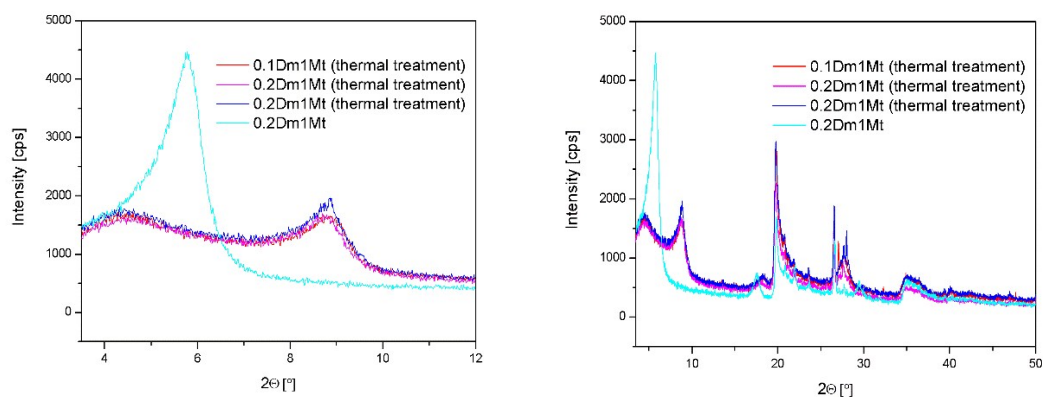 5000
4000
3000
2000
1000
0
Intensity [cps]
0.1Dm1Mt (thermal treatment)
0.2Dm1Mt (thermal treatment)
0.2Dm1Mt (thermal treatment)
0.2Dm1Mt
4 6 8 10 12
2Θ [°]
5000
4000
3000
2000
1000
0
Intensity [cps]
0.1Dm1Mt (thermal treatment)
0.2Dm1Mt (thermal treatment)
0.2Dm1Mt (thermal treatment)
0.2Dm1Mt
10 20 30 40 50
2Θ [°]